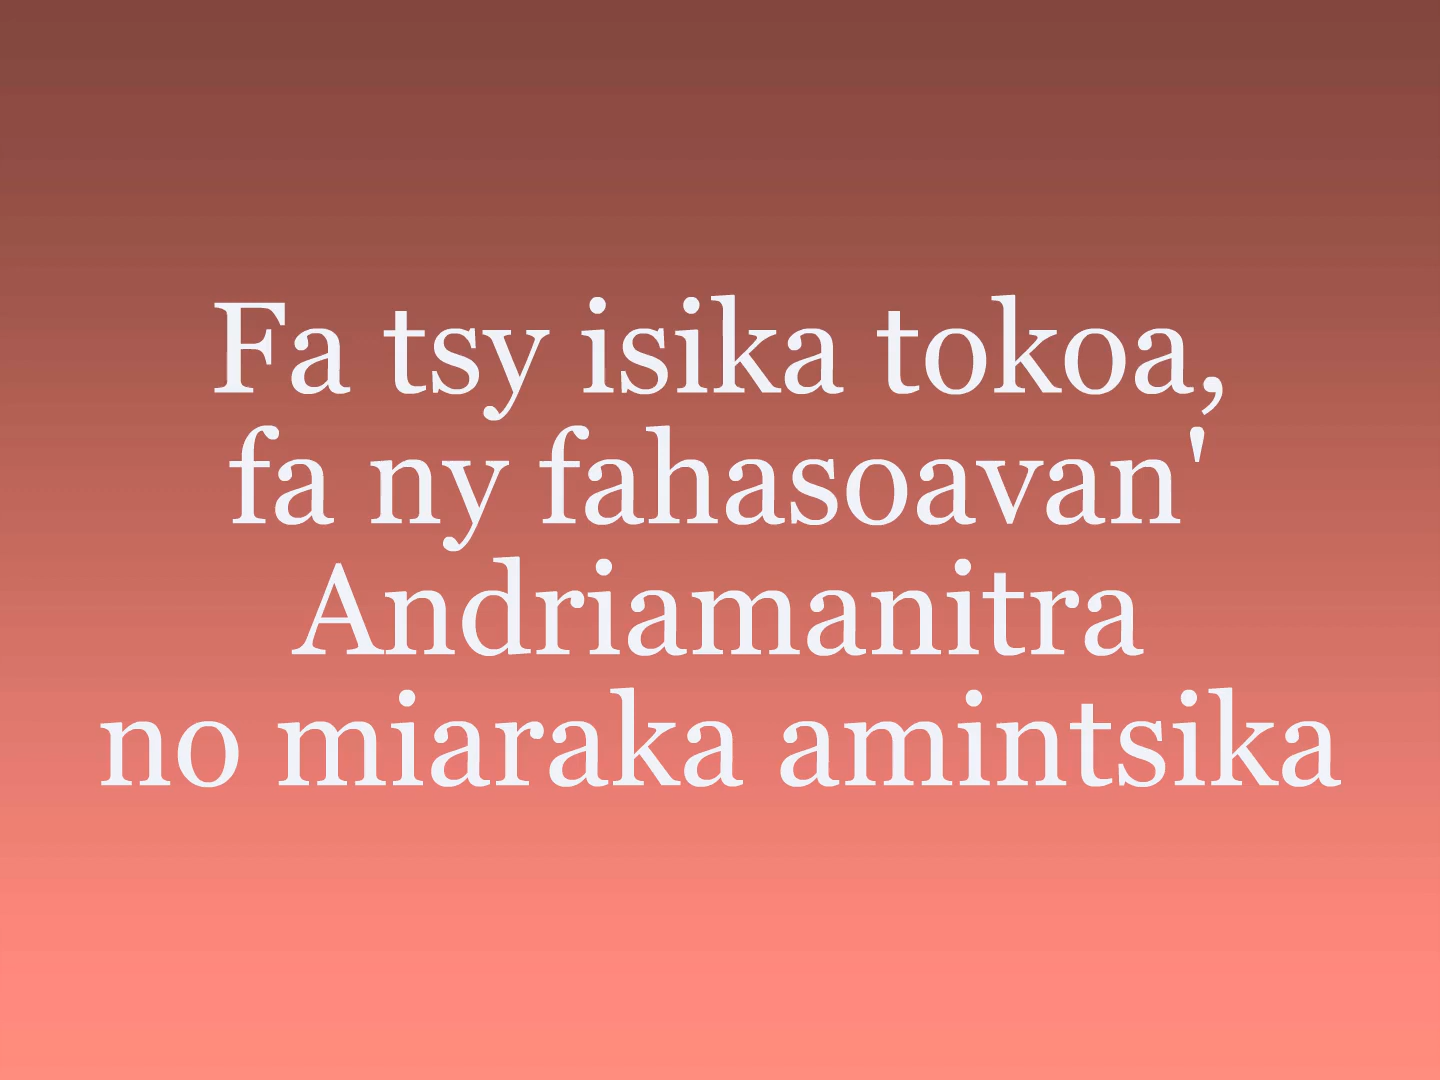 Fa tsy isika tokoa,
fa ny fahasoavan'
Andriamanitra
no miaraka amintsika